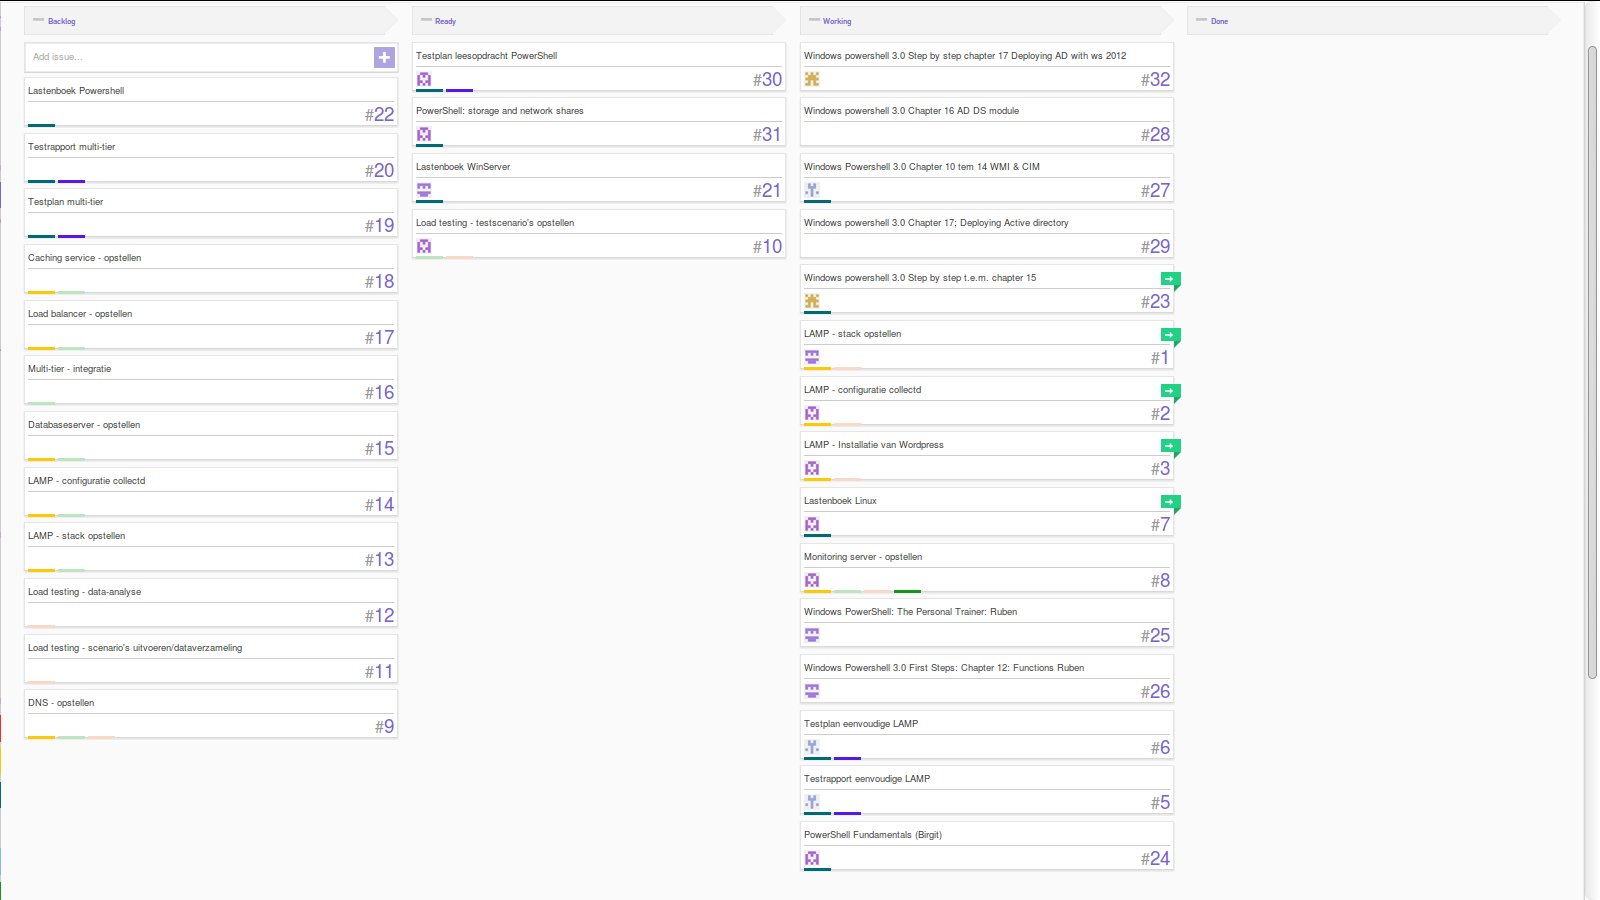 Backlog
Add issue...
Lastenboek Powershell
#22
Testrapport multi-tier
#20
Testplan multi-tier
#19
Caching service - opstellen
#18
Load balancer - opstellen
#17
Multi-tier - integratie
#16
Databaseserver - opstellen
#15
LAMP - configuratie collectd
#14
LAMP - stack opstellen
#13
Load testing - data-analyse
#12
Load testing - scenario's uitvoeren/dataverzameling
#11
DNS - opstellen
#9
Ready
Testplan leesopdracht PowerShell
#30
PowerShell: storage and network shares
#31
Lastenboek WinServer
#21
Load testing - testscenario's opstellen
#10
Working
Windows powershell 3.0 Step by step chapter 17 Deploying AD with ws 2012
#32
Windows powershell 3.0 Chapter 16 AD DS module
#28
Windows Powershell 3.0 Chapter 10 tem 14 WMI & CIM
#27
Windows powershell 3.0 Chapter 17; Deploying Active directory
#29
Windows powershell 3.0 Step by step t.e.m. chapter 15
#23
LAMP - stack opstellen
#1
LAMP - configuratie collectd
#2
LAMP - Installatie van Wordpress
#3
Lastenboek Linux
#7
Monitoring server - opstellen
#8
Windows PowerShell: The Personal Trainer: Ruben
#25
Windows Powershell 3.0 First Steps: Chapter 12: Functions Ruben
#26
Testplan eenvoudige LAMP
#6
Testrapport eenvoudige LAMP
#5
PowerShell Fundamentals (Birgit)
#24
Done